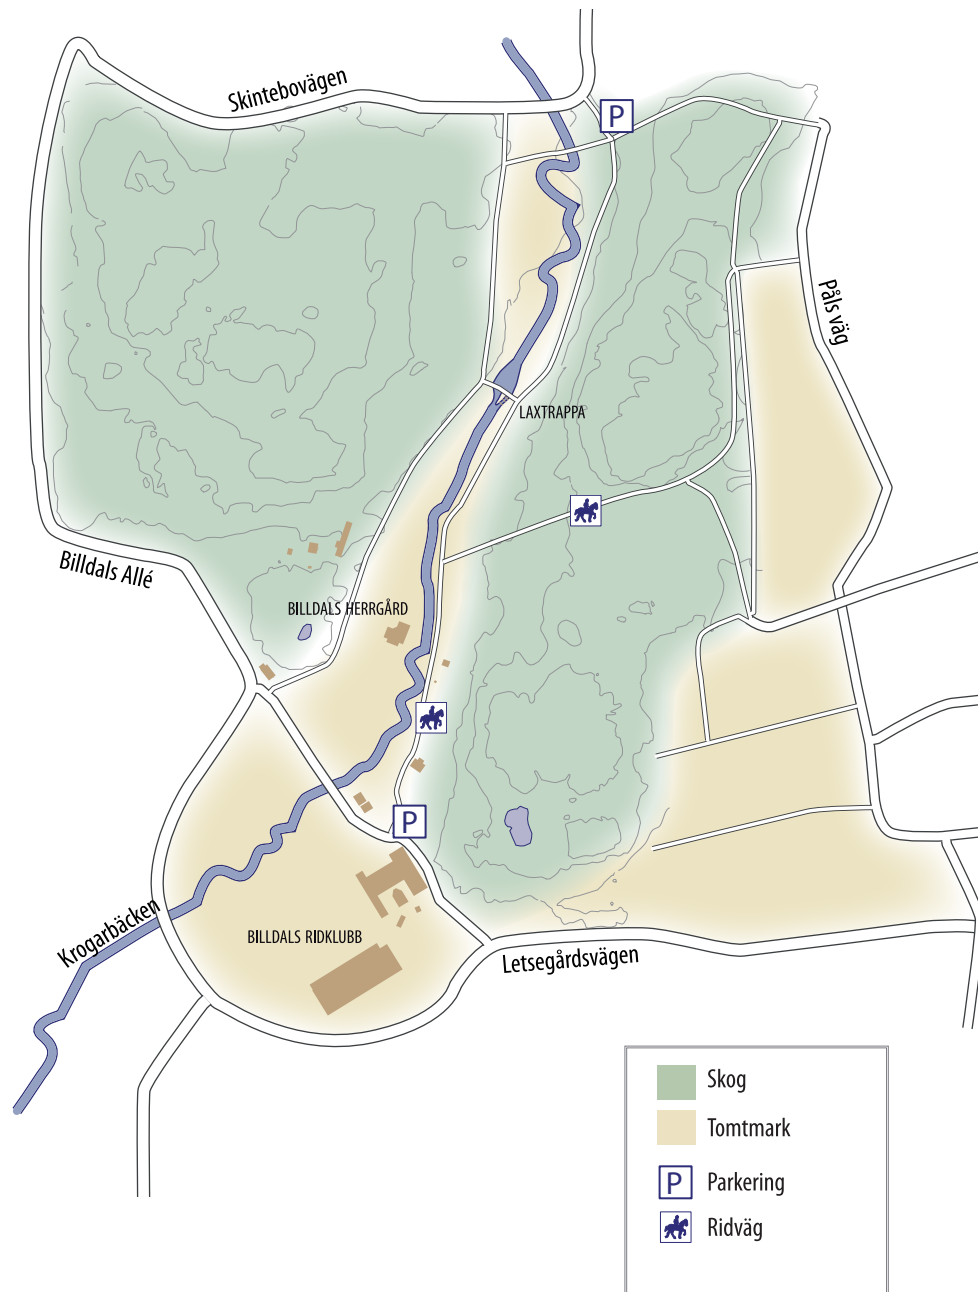 Skintebovägen
P
Påls väg
LAXTRAPPA
Billdals Allé
BILLDALS HERRGÅRD
P
Krogarbäcken
BILLDALS RIDKLUBB
Letsegårdsvägen
Skog
Tomtmark
P Parkering
Ridväg